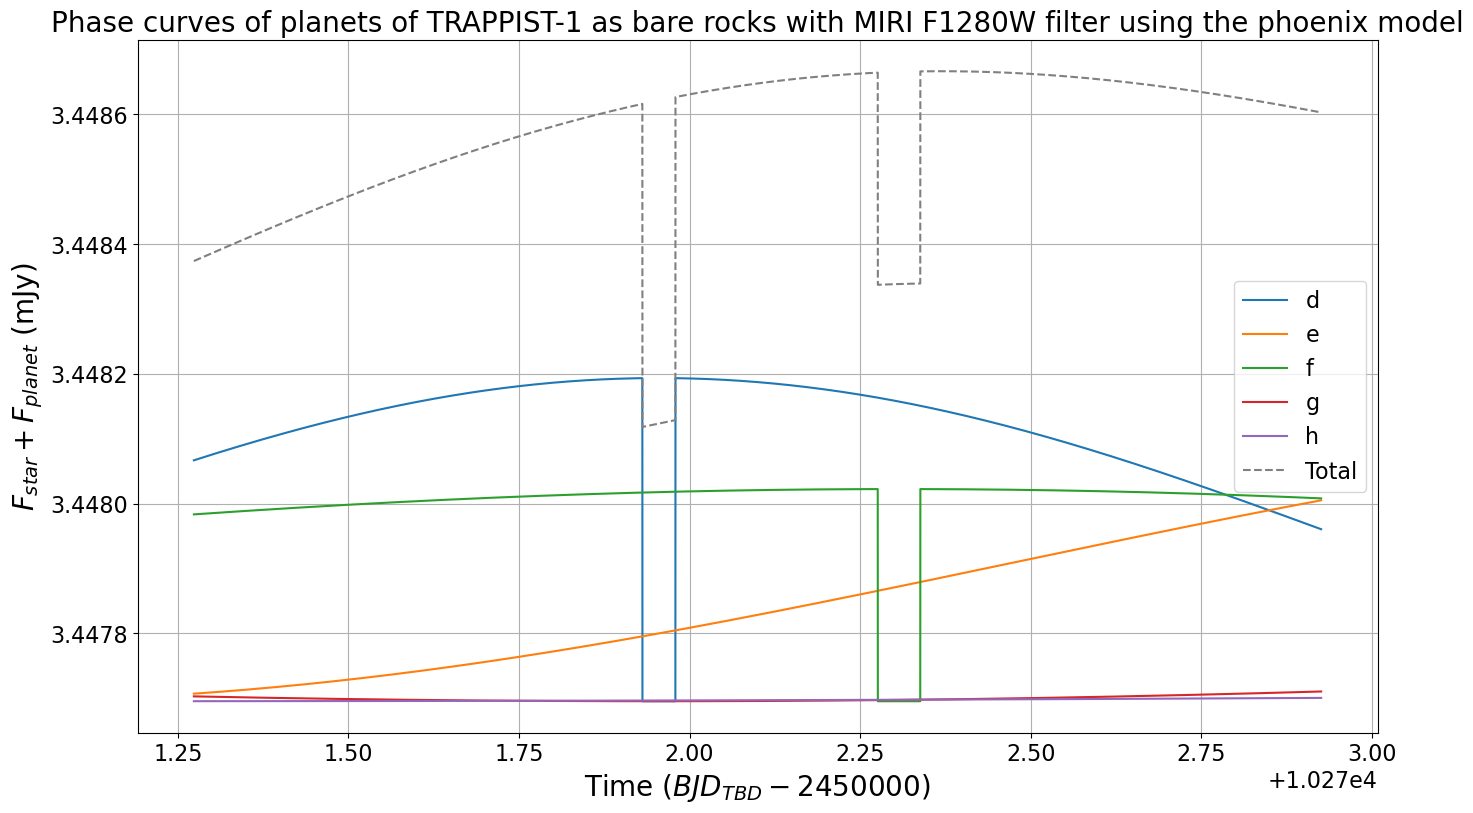 Phase curves of planets of TRAPPIST-1 as bare rocks with MIRI F1280W filter using the phoenix model
3.4486
3.4484
3.4482
3.4480
3.4478
F_star + F_planet (mJy)
d
e
f
g
h
Total
1.25 1.50 1.75 2.00 2.25 2.50 2.75 3.00
+1.027e4
Time (BJD_TBD − 2450000)